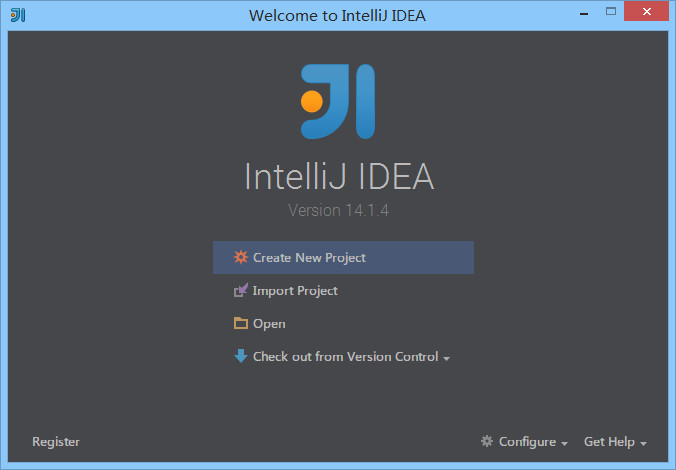 Welcome to IntelliJ IDEA
IntelliJ IDEA
Version 14.1.4
Create New Project
Import Project
Open
Check out from Version Control
Register
Configure
Get Help